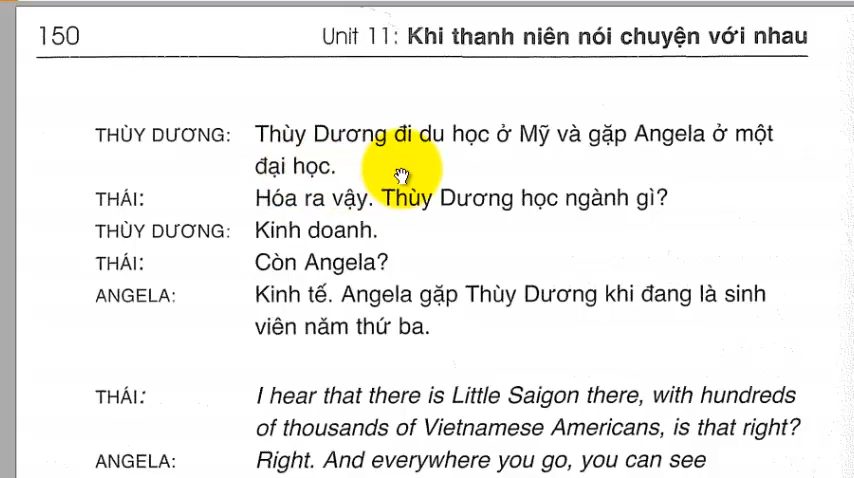 150 Unit 11: Khi thanh niên nói chuyện với nhau
THÙY DƯƠNG: Thùy Dương đi du học ở Mỹ và gặp Angela ở một
đại học.
THÁI: Hóa ra vậy. Thùy Dương học ngành gì?
THÙY DƯƠNG: Kinh doanh.
THÁI: Còn Angela?
ANGELA: Kinh tế. Angela gặp Thùy Dương khi đang là sinh
viên năm thứ ba.
THÁI: I hear that there is Little Saigon there, with hundreds
of thousands of Vietnamese Americans, is that right?
ANGELA: Right. And everywhere you go, you can see